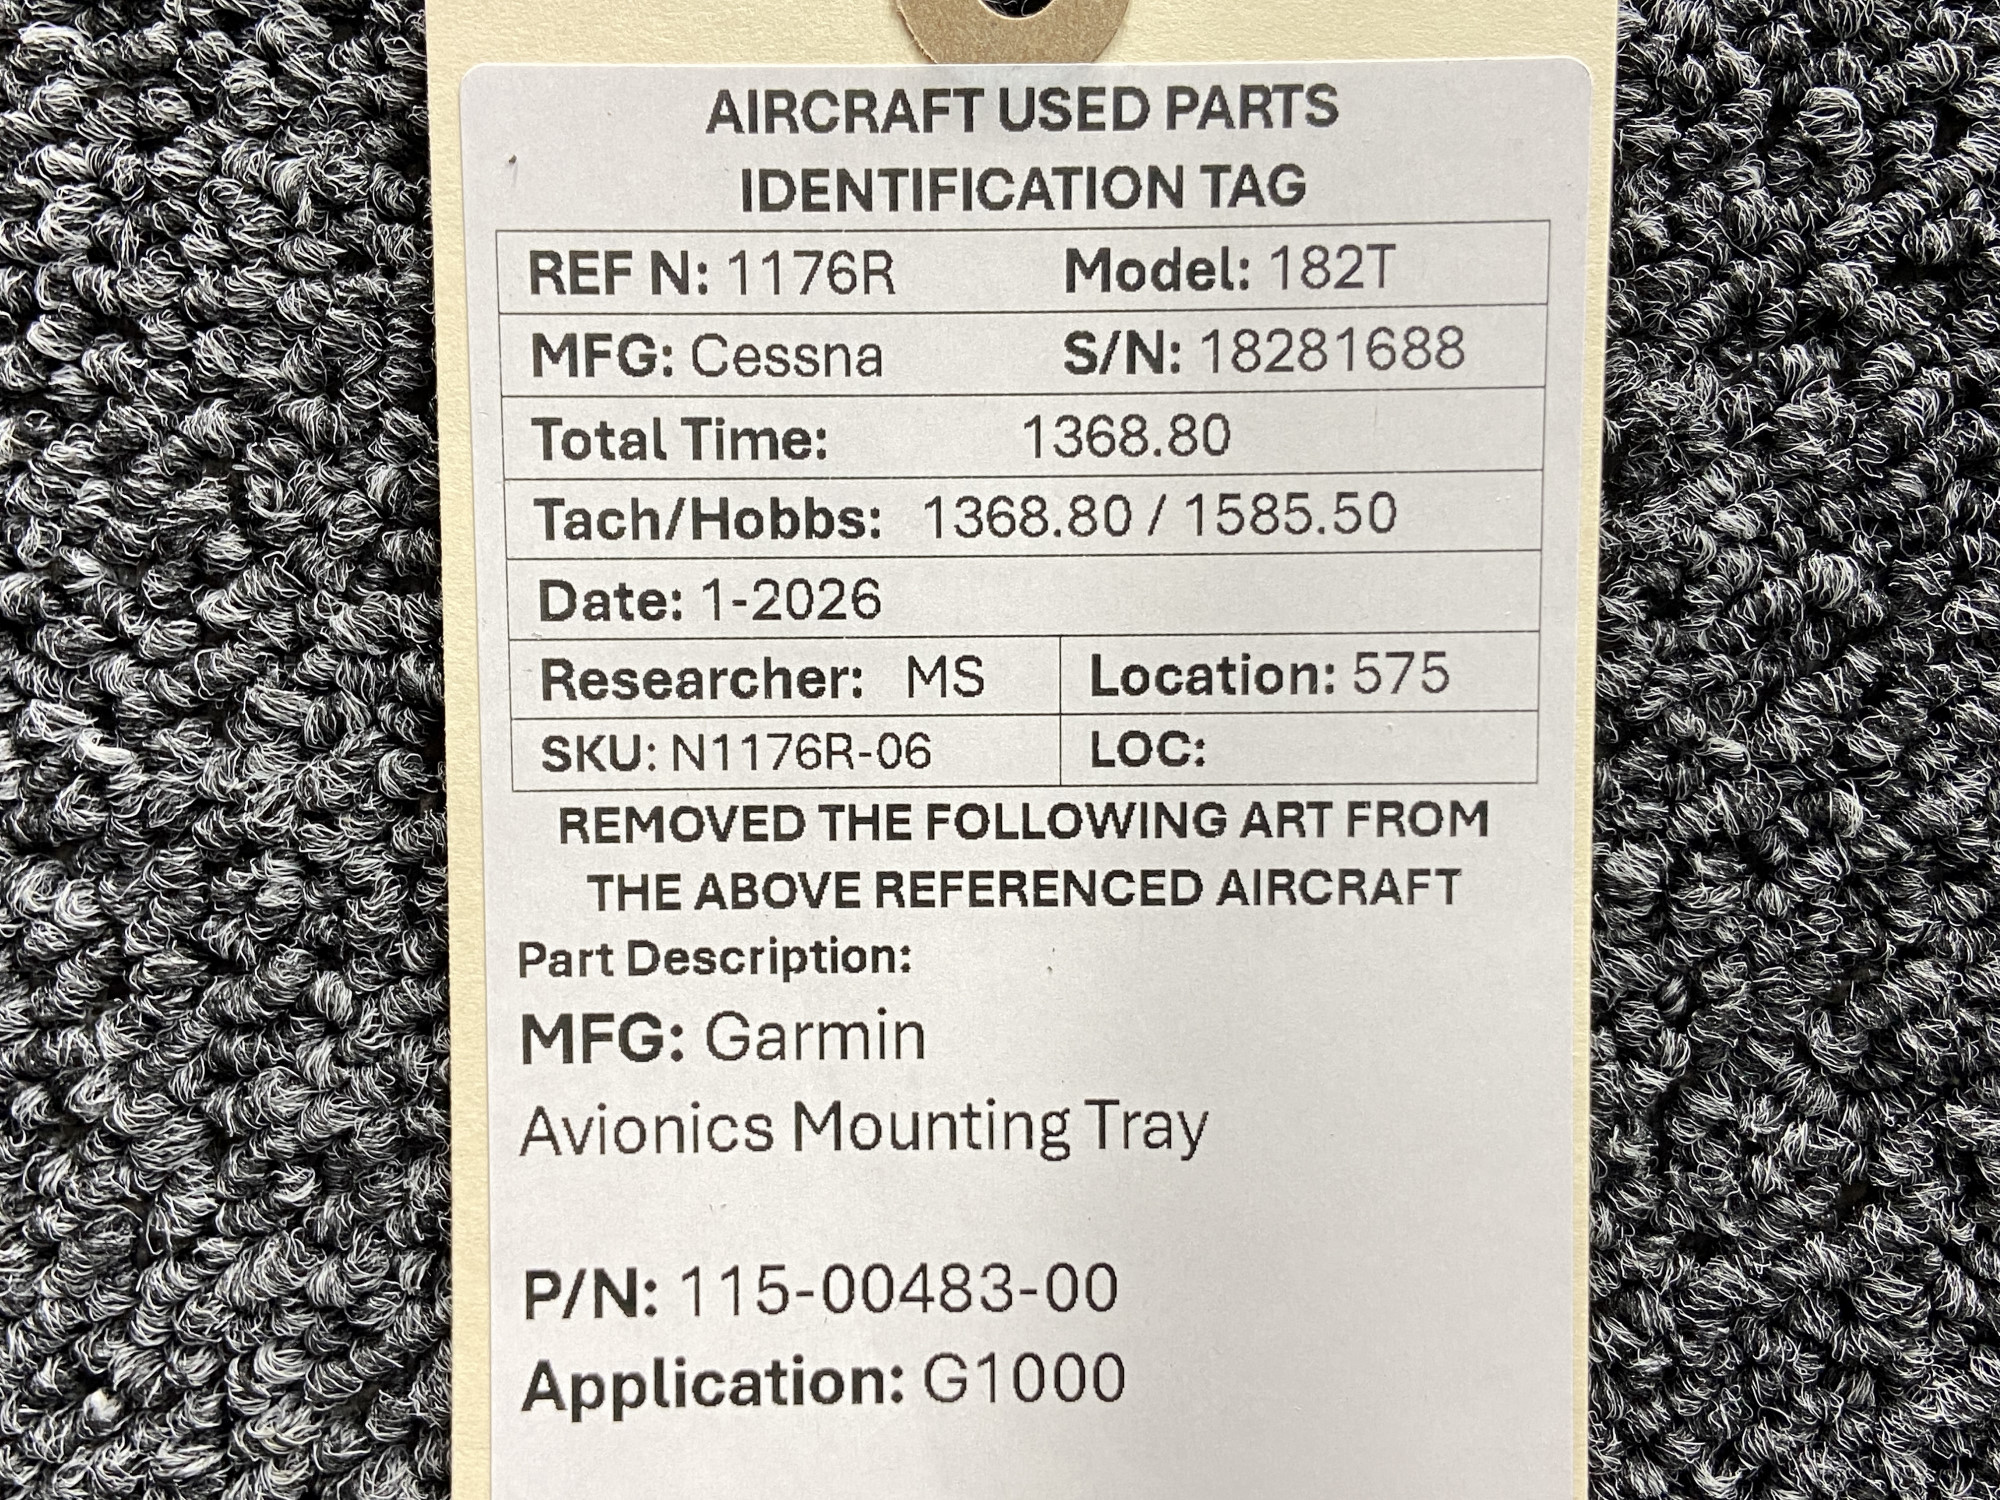 AIRCRAFT USED PARTS
IDENTIFICATION TAG
REF N: 1176R Model: 182T
MFG: Cessna S/N: 18281688
Total Time: 1368.80
Tach/Hobbs: 1368.80 / 1585.50
Date: 1-2026
Researcher: MS Location: 575
SKU: N1176R-06 LOC:
REMOVED THE FOLLOWING ART FROM
THE ABOVE REFERENCED AIRCRAFT
Part Description:
MFG: Garmin
Avionics Mounting Tray
P/N: 115-00483-00
Application: G1000